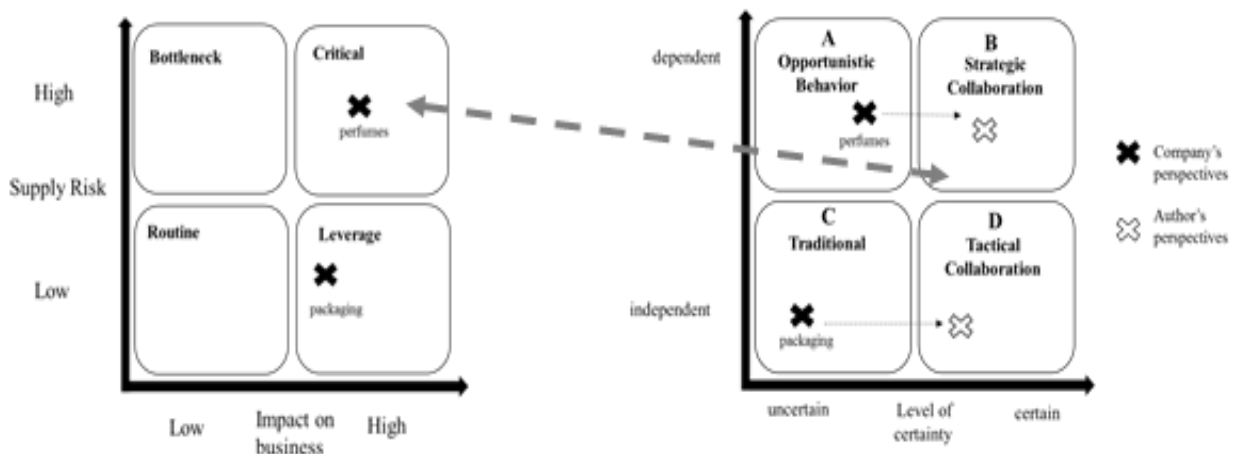 Bottleneck
Critical
High
perfumes
Supply Risk
Routine
Leverage
Low
packaging
Low
Impact on
business
High
A
Opportunistic
Behavior
B
Strategic
Collaboration
dependent
perfumes
C
Traditional
D
Tactical
Collaboration
independent
packaging
uncertain
Level of
certainty
certain
Company's
perspectives
Author's
perspectives